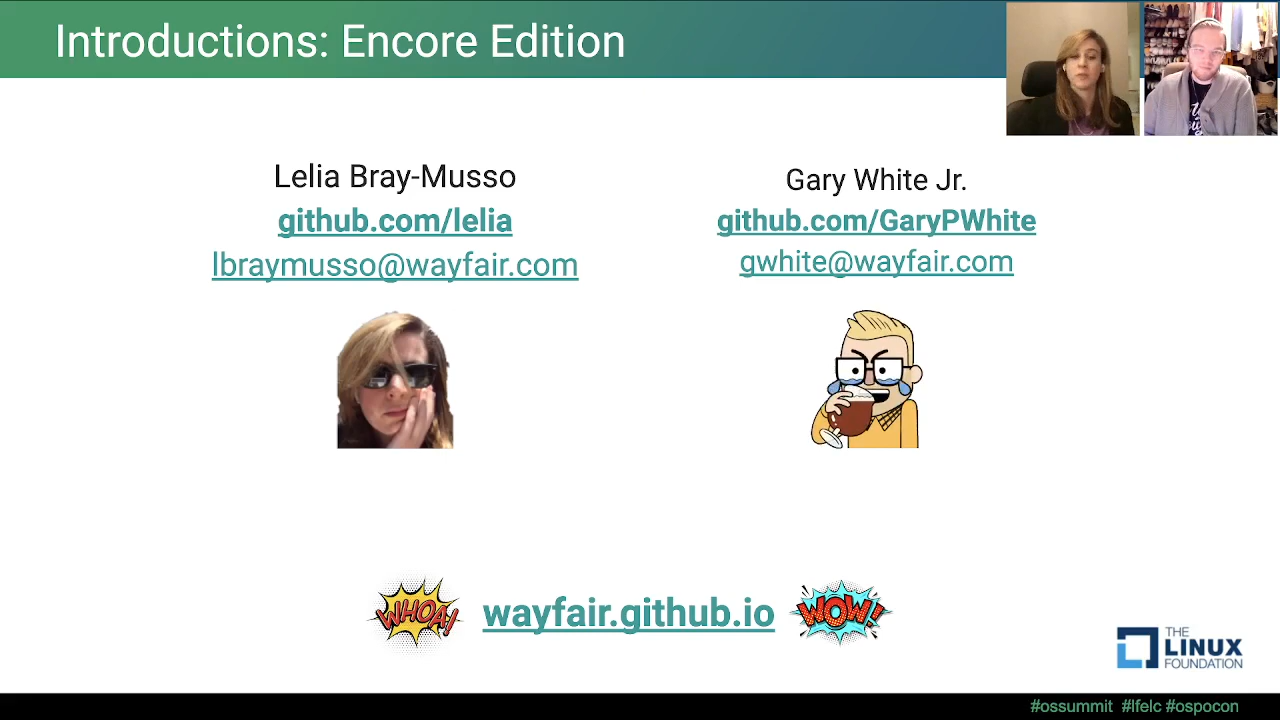 Introductions: Encore Edition
Lelia Bray-Musso
github.com/lelia
lbraymusso@wayfair.com
Gary White Jr.
github.com/GaryPWhite
gwhite@wayfair.com
WHOA!
wayfair.github.io
WOW!
THE
LINUX
FOUNDATION
#ossummit #lfelc #ospocon